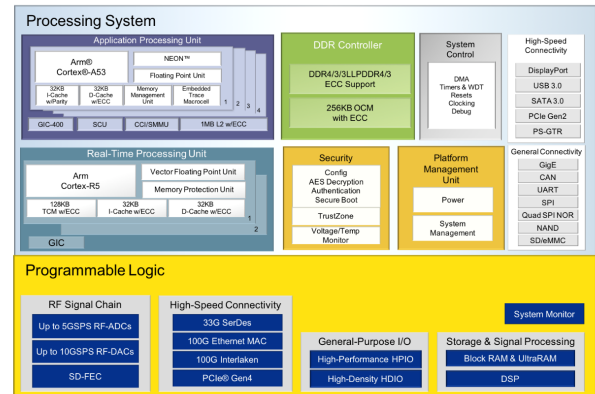 Processing System
Application Processing Unit
Arm®
Cortex®-A53
NEON™
Floating Point Unit
32KB
I-Cache
w/Parity
32KB
D-Cache
w/ECC
Memory
Management
Unit
Embedded
Trace
Macrocell
1
2
3
4
GIC-400
SCU
CCI/SMMU
1MB L2 w/ECC
DDR Controller
DDR4/3/3LLPDDR4/3
ECC Support
256KB OCM
with ECC
System
Control
DMA
Timers & WDT
Resets
Clocking
Debug
High-Speed
Connectivity
DisplayPort
USB 3.0
SATA 3.0
PCIe Gen2
PS-GTR
Real-Time Processing Unit
Arm
Cortex-R5
Vector Floating Point Unit
Memory Protection Unit
128KB
TCM w/ECC
32KB
I-Cache w/ECC
32KB
D-Cache w/ECC
1
2
GIC
Security
Config
AES Decryption
Authentication
Secure Boot
TrustZone
Voltage/Temp
Monitor
Platform
Management
Unit
Power
System
Management
General Connectivity
GigE
CAN
UART
SPI
Quad SPI NOR
NAND
SD/eMMC
Programmable Logic
RF Signal Chain
Up to 5GSPS RF-ADCs
Up to 10GSPS RF-DACs
SD-FEC
High-Speed Connectivity
33G SerDes
100G Ethernet MAC
100G Interlaken
PCIe® Gen4
General-Purpose I/O
High-Performance HPIO
High-Density HDIO
System Monitor
Storage & Signal Processing
Block RAM & UltraRAM
DSP